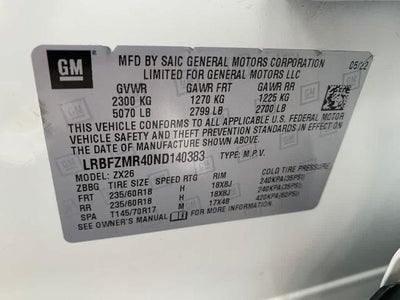 GM
MFD BY SAIC GENERAL MOTORS CORPORATION
LIMITED FOR GENERAL MOTORS LLC
05/22
GVWR GAWR FRT GAWR RR
2300 KG 1270 KG 1225 KG
5070 LB 2799 LB 2700 LB
THIS VEHICLE CONFORMS TO ALL APPLICABLE U.S. FEDERAL MOTOR
VEHICLE SAFETY AND THEFT PREVENTION STANDARDS IN
EFFECT ON THE DATE OF MANUFACTURE SHOWN ABOVE.
LRBFZMR40ND140383 TYPE: M.P.V.
MODEL: ZX26
ZBBG TIRE SIZE SPEED RTG RIM COLD TIRE PRESSURE
FRT 235/60R18 H 18X8J 240KPA(35PSI)
RR 235/60R18 H 18X8J 240KPA(35PSI)
SPA T145/70R17 M 17X4B 420KPA(60PSI)
SEE OWNER'S MANUAL FOR ADDITIONAL INFORMATION.